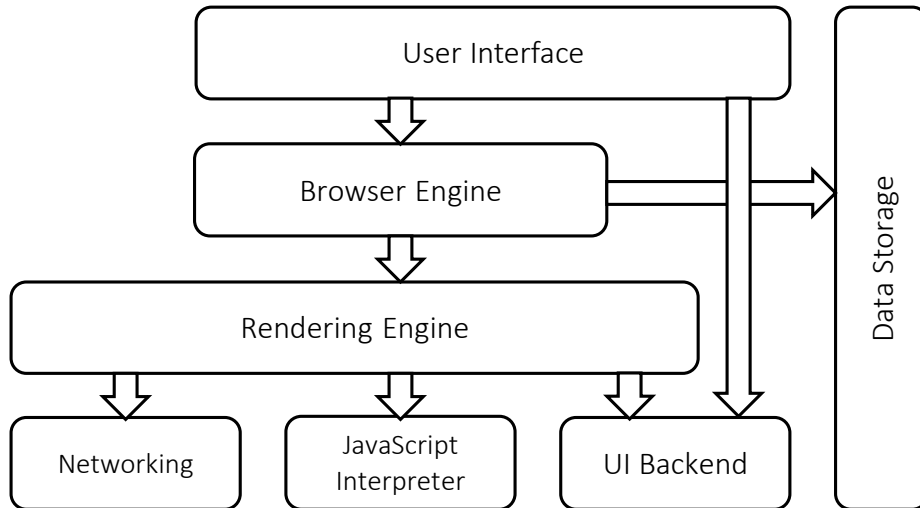 User Interface
Browser Engine
Data Storage
Rendering Engine
Networking
JavaScript
Interpreter
UI Backend